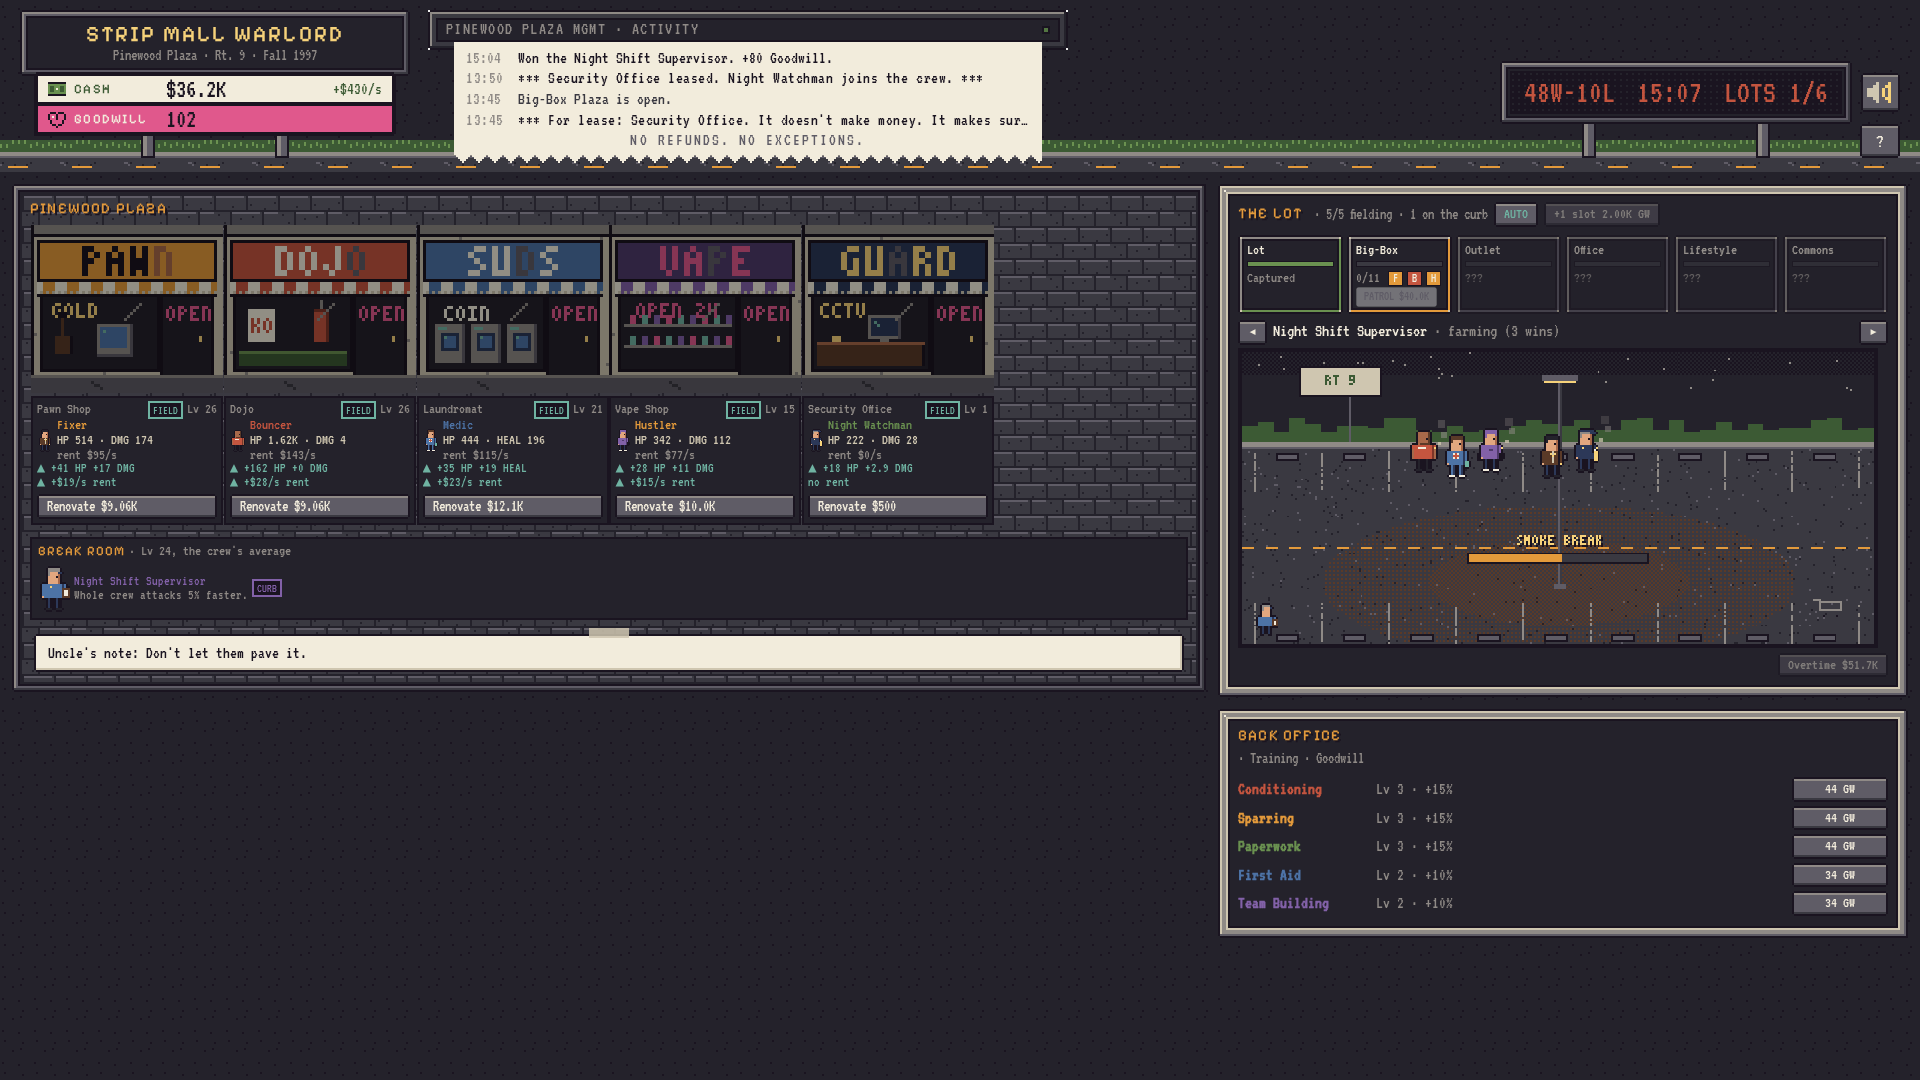 STRIP MALL WARLORD
Pinewood Plaza · Rt. 9 · Fall 1997
CASH $36.2K +$430/s
GOODWILL 102
PINEWOOD PLAZA MGMT · ACTIVITY
15:04 Won the Night Shift Supervisor. +80 Goodwill.
13:50 *** Security Office leased. Night Watchman joins the crew. ***
13:45 Big-Box Plaza is open.
13:45 *** For lease: Security Office. It doesn't make money. It makes sur…
NO REFUNDS. NO EXCEPTIONS.
48W-10L 15:07 LOTS 1/6
?
PINEWOOD PLAZA
PAWN DOJO SUDS VAPE GUARD
GOLD OPEN KO OPEN COIN OPEN OPEN 24 OPEN CCTV OPEN
Pawn Shop FIELD Lv 26
Fixer
HP 514 · DMG 174
rent $95/s
▲ +41 HP +17 DMG
▲ +$19/s rent
Renovate $9.06K
Dojo FIELD Lv 26
Bouncer
HP 1.62K · DMG 4
rent $143/s
▲ +162 HP +0 DMG
▲ +$28/s rent
Renovate $9.06K
Laundromat FIELD Lv 21
Medic
HP 444 · HEAL 196
rent $115/s
▲ +35 HP +19 HEAL
▲ +$23/s rent
Renovate $12.1K
Vape Shop FIELD Lv 15
Hustler
HP 342 · DMG 112
rent $77/s
▲ +28 HP +11 DMG
▲ +$15/s rent
Renovate $10.0K
Security Office FIELD Lv 1
Night Watchman
HP 222 · DMG 28
rent $0/s
▲ +18 HP +2.9 DMG
no rent
Renovate $500
BREAK ROOM · Lv 24, the crew's average
Night Shift Supervisor
Whole crew attacks 5% faster. CURB
Uncle's note: Don't let them pave it.
THE LOT · 5/5 fielding · 1 on the curb AUTO +1 slot 2.00K GW
Lot
Captured
Big-Box
0/11 F B H
PATROL $40.0K
Outlet
???
Office
???
Lifestyle
???
Commons
???
◄ Night Shift Supervisor · farming (3 wins) ►
RT 9
SMOKE BREAK
Overtime $51.7K
BACK OFFICE
· Training · Goodwill
Conditioning Lv 3 · +15% 44 GW
Sparring Lv 3 · +15% 44 GW
Paperwork Lv 3 · +15% 44 GW
First Aid Lv 2 · +10% 34 GW
Team Building Lv 2 · +10% 34 GW